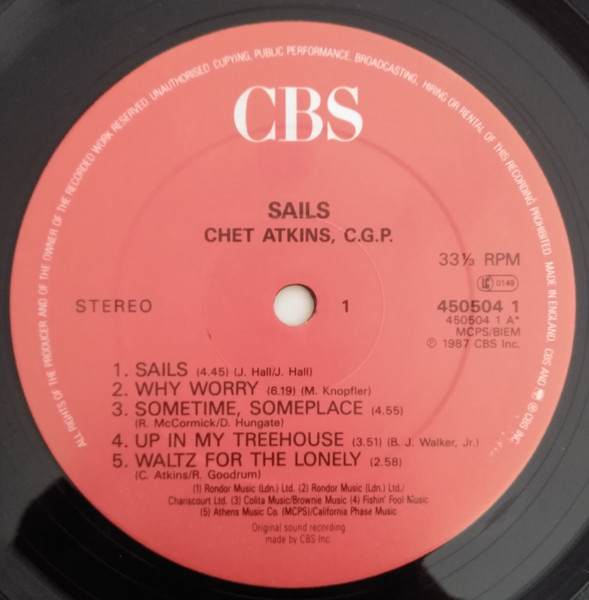 ALL RIGHTS OF THE PRODUCER AND OF THE OWNER OF THE RECORDED WORK RESERVED. UNAUTHORISED COPYING, PUBLIC PERFORMANCE, BROADCASTING, HIRING OR RENTAL OF THIS RECORDING PROHIBITED. MADE IN ENGLAND. CBS AND ® CBS INC.
CBS
SAILS
CHET ATKINS, C.G.P.
33⅓ RPM
LC 0149
STEREO
1
450504 1
450504 1 A*
MCPS/BIEM
℗ 1987 CBS Inc.
1. SAILS (4.45) (J. Hall/J. Hall)
2. WHY WORRY (6.19) (M. Knopfler)
3. SOMETIME, SOMEPLACE (4.55)
(R. McCormick/D. Hungate)
4. UP IN MY TREEHOUSE (3.51) (B. J. Walker, Jr.)
5. WALTZ FOR THE LONELY (2.58)
(C. Atkins/R. Goodrum)
(1) Rondor Music (Ldn.) Ltd. (2) Rondor Music (Ldn.) Ltd./
Chariscourt Ltd. (3) Colita Music/Brownie Music (4) Fishin' Fool Music
(5) Athens Music Co. (MCPS)/California Phase Music
Original sound recording
made by CBS Inc.